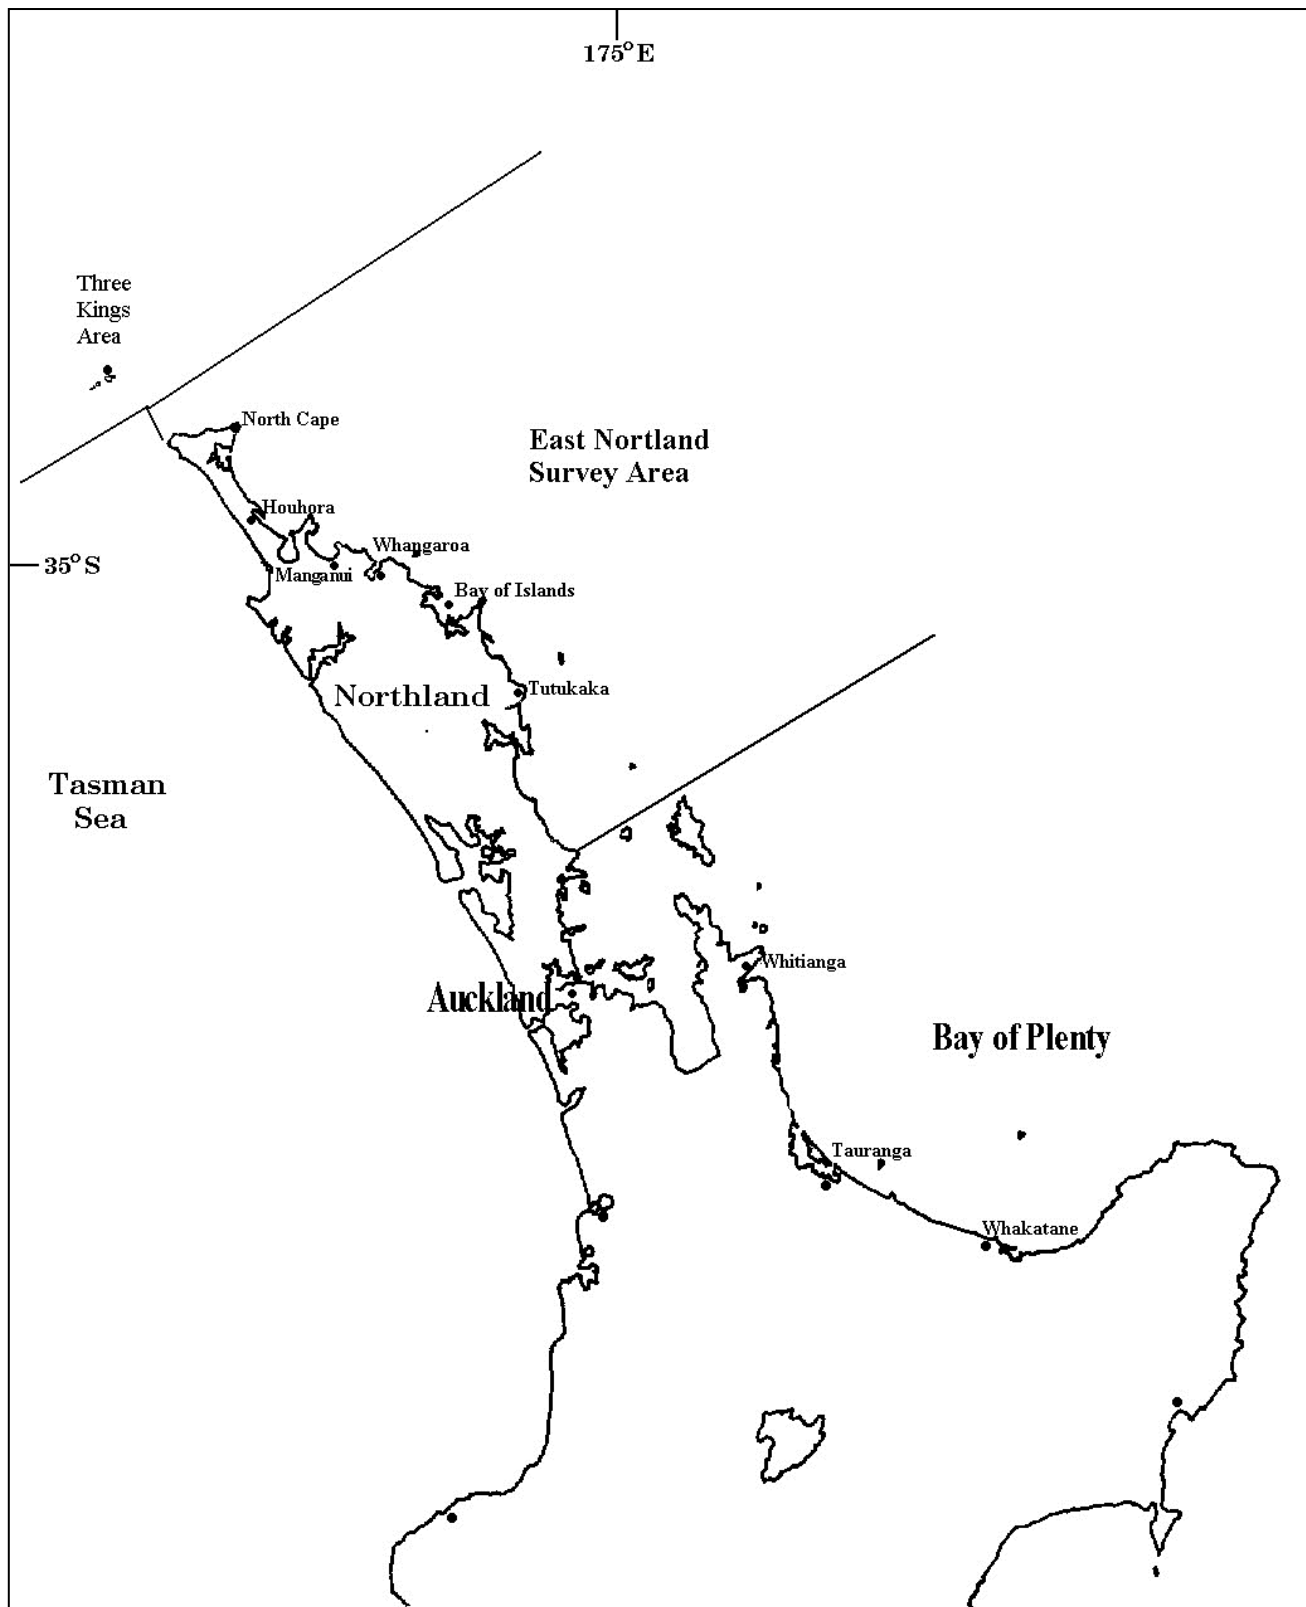 175°E
Three
Kings
Area
North Cape
East Nortland
Survey Area
Houhora
Whangaroa
35°S
Manganui
Bay of Islands
Northland
Tutukaka
Tasman
Sea
Whitianga
Auckland
Bay of Plenty
Tauranga
Whakatane